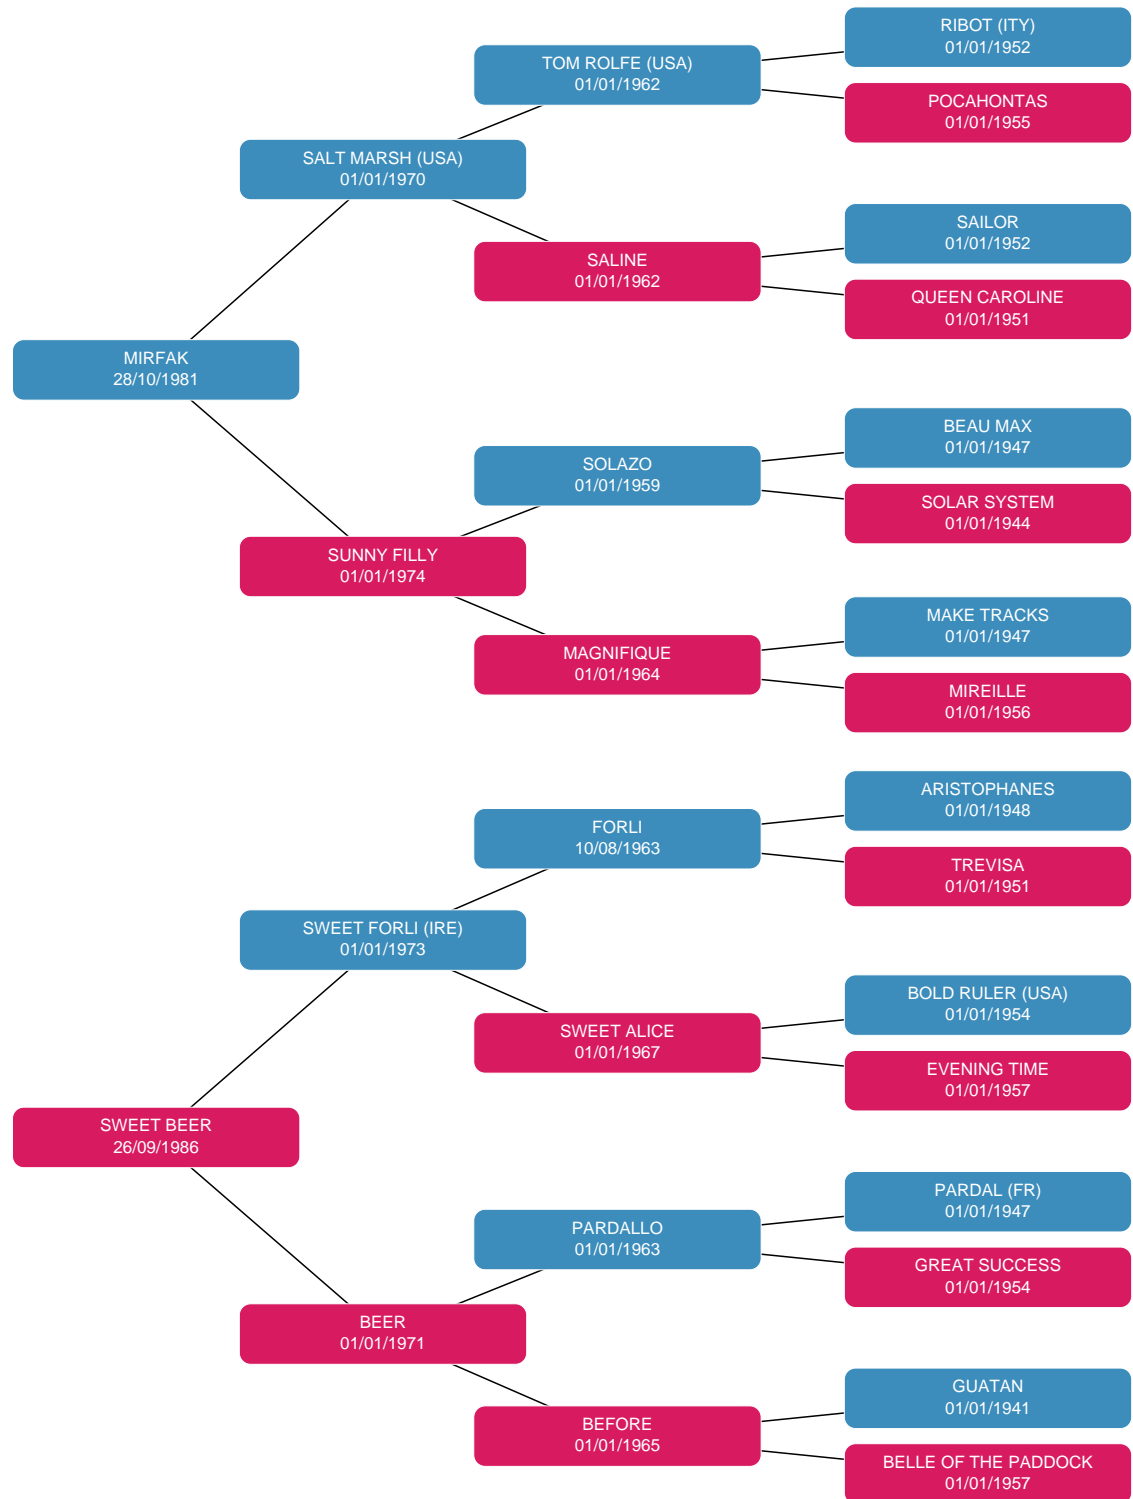 RIBOT (ITY)
01/01/1952
TOM ROLFE (USA)
01/01/1962
POCAHONTAS
01/01/1955
SALT MARSH (USA)
01/01/1970
SAILOR
01/01/1952
SALINE
01/01/1962
QUEEN CAROLINE
01/01/1951
MIRFAK
28/10/1981
BEAU MAX
01/01/1947
SOLAZO
01/01/1959
SOLAR SYSTEM
01/01/1944
SUNNY FILLY
01/01/1974
MAKE TRACKS
01/01/1947
MAGNIFIQUE
01/01/1964
MIREILLE
01/01/1956
ARISTOPHANES
01/01/1948
FORLI
10/08/1963
TREVISA
01/01/1951
SWEET FORLI (IRE)
01/01/1973
BOLD RULER (USA)
01/01/1954
SWEET ALICE
01/01/1967
EVENING TIME
01/01/1957
SWEET BEER
26/09/1986
PARDAL (FR)
01/01/1947
PARDALLO
01/01/1963
GREAT SUCCESS
01/01/1954
BEER
01/01/1971
GUATAN
01/01/1941
BEFORE
01/01/1965
BELLE OF THE PADDOCK
01/01/1957